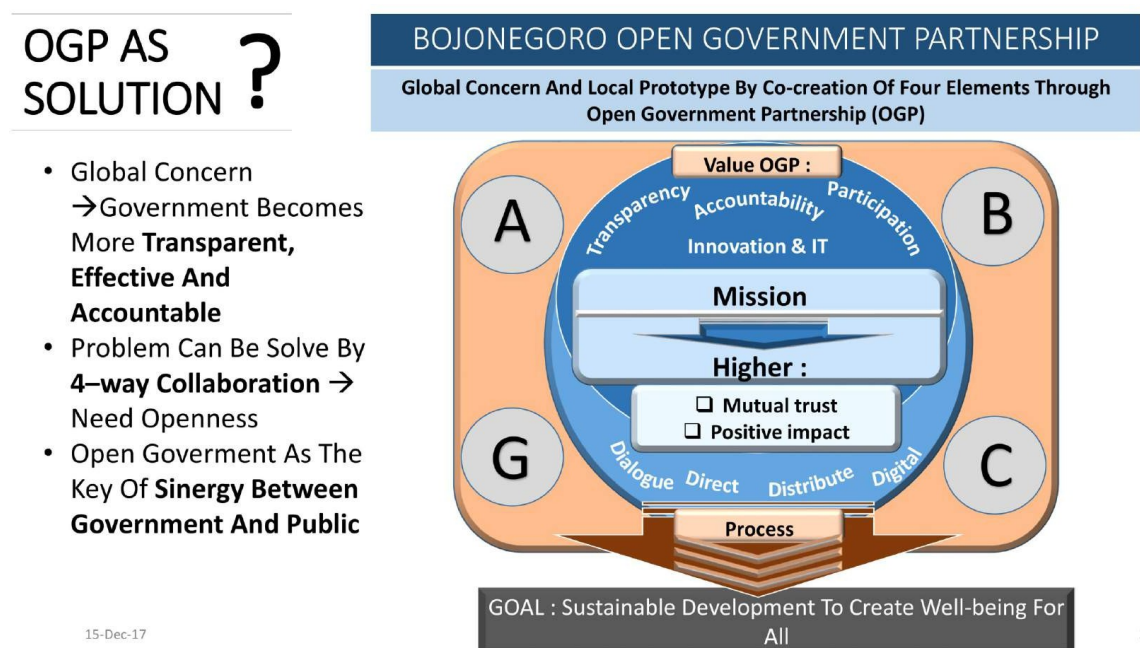 OGP AS
SOLUTION ?
• Global Concern
→Government Becomes
More Transparent,
Effective And
Accountable
• Problem Can Be Solve By
4–way Collaboration →
Need Openness
• Open Goverment As The
Key Of Sinergy Between
Government And Public
15-Dec-17
BOJONEGORO OPEN GOVERNMENT PARTNERSHIP
Global Concern And Local Prototype By Co-creation Of Four Elements Through
Open Government Partnership (OGP)
Value OGP :
A
B
Transparency Accountability Participation
Innovation & IT
Mission
Higher :
❑ Mutual trust
❑ Positive impact
G
C
Dialogue Direct Distribute Digital
Process
GOAL : Sustainable Development To Create Well-being For
All